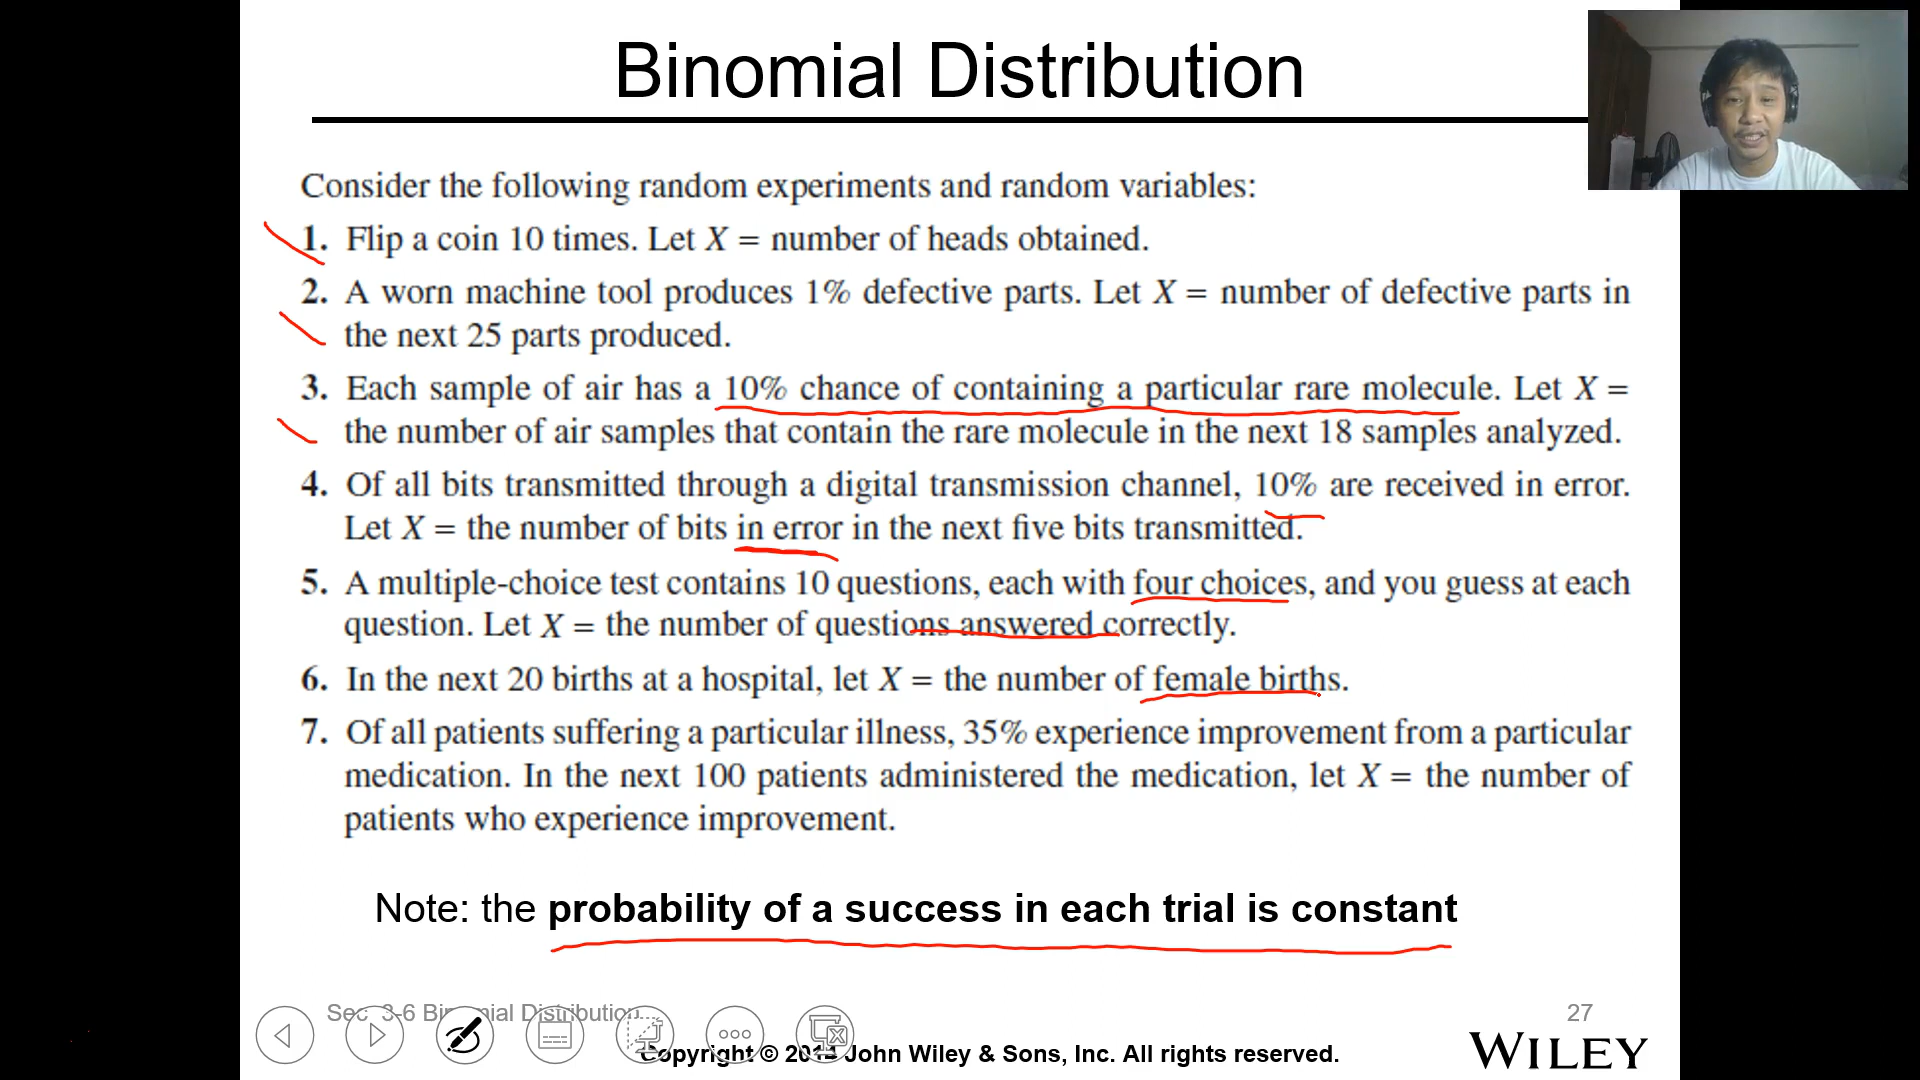 Binomial Distribution
Consider the following random experiments and random variables:
1. Flip a coin 10 times. Let X = number of heads obtained.
2. A worn machine tool produces 1% defective parts. Let X = number of defective parts in
the next 25 parts produced.
3. Each sample of air has a 10% chance of containing a particular rare molecule. Let X =
the number of air samples that contain the rare molecule in the next 18 samples analyzed.
4. Of all bits transmitted through a digital transmission channel, 10% are received in error.
Let X = the number of bits in error in the next five bits transmitted.
5. A multiple-choice test contains 10 questions, each with four choices, and you guess at each
question. Let X = the number of questions answered correctly.
6. In the next 20 births at a hospital, let X = the number of female births.
7. Of all patients suffering a particular illness, 35% experience improvement from a particular
medication. In the next 100 patients administered the medication, let X = the number of
patients who experience improvement.
Note: the probability of a success in each trial is constant
Sec 3-6 Binomial Distribution
27
Copyright © 2014 John Wiley & Sons, Inc. All rights reserved.
WILEY